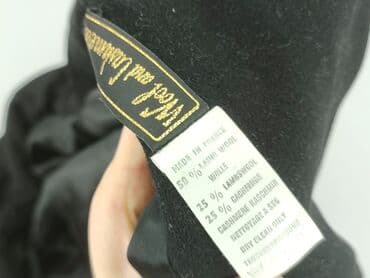 Wool and Cashmere
MADE IN FRANCE
50 % LAINE WOOL
WOLLE
25 % LAMBSWOOL
25 % CACHEMIRE
CASHMERE KASCHMIR
NETTOYAGE A SEC
DRY CLEAN ONLY